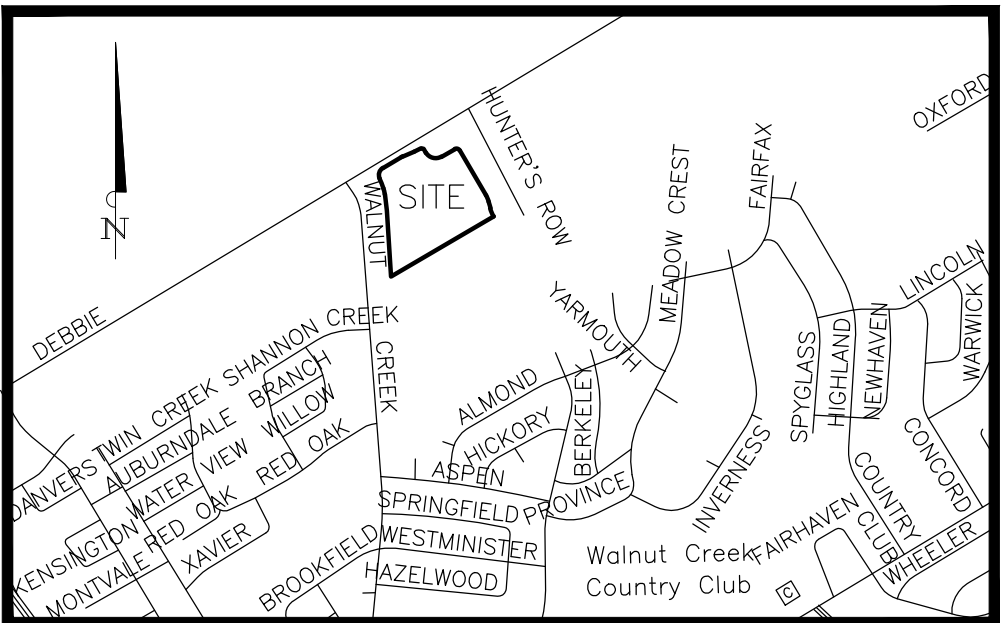 OXFORD
HUNTER'S ROW
N
SITE
WALNUT
CREEK
MEADOW CREST
FAIRFAX
DEBBIE
YARMOUTH
LINCOLN
WARWICK
SHANNON CREEK
TWIN CREEK
BRANCH
WILLOW
AUBURNDALE
VIEW
WATER
RED OAK
RED OAK
DANVERS
KENSINGTON
MONTVALE
XAVIER
BROOKFIELD
ALMOND
HICKORY
BERKELEY
ASPEN
SPRINGFIELD
PROVINCE
WESTMINISTER
HAZELWOOD
INVERNESS
SPYGLASS
HIGHLAND
NEWHAVEN
CONCORD
COUNTRY
CLUB
WHEELER
FAIRHAVEN
Walnut Creek
Country Club
C